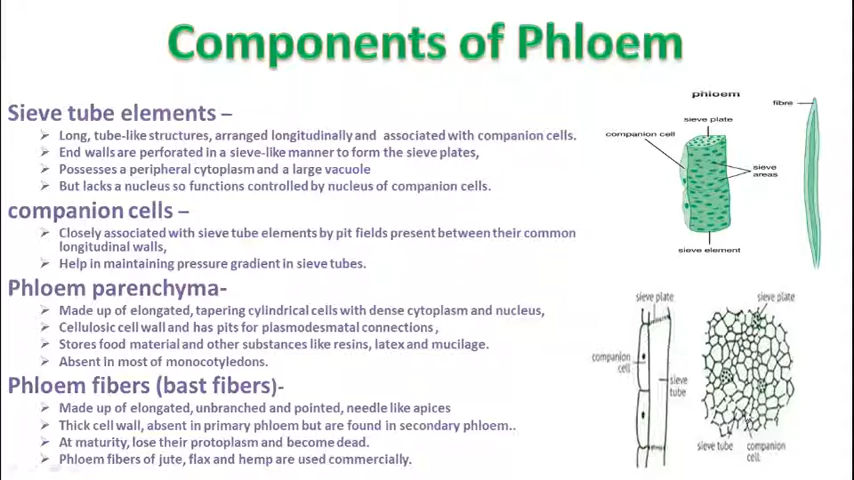 Components of Phloem
Sieve tube elements –
➢ Long, tube-like structures, arranged longitudinally and associated with companion cells.
➢ End walls are perforated in a sieve-like manner to form the sieve plates,
➢ Possesses a peripheral cytoplasm and a large vacuole
➢ But lacks a nucleus so functions controlled by nucleus of companion cells.
companion cells –
➢ Closely associated with sieve tube elements by pit fields present between their common
longitudinal walls,
➢ Help in maintaining pressure gradient in sieve tubes.
Phloem parenchyma-
➢ Made up of elongated, tapering cylindrical cells with dense cytoplasm and nucleus,
➢ Cellulosic cell wall and has pits for plasmodesmatal connections ,
➢ Stores food material and other substances like resins, latex and mucilage.
➢ Absent in most of monocotyledons.
Phloem fibers (bast fibers)-
➢ Made up of elongated, unbranched and pointed, needle like apices
➢ Thick cell wall, absent in primary phloem but are found in secondary phloem..
➢ At maturity, lose their protoplasm and become dead.
➢ Phloem fibers of jute, flax and hemp are used commercially.
phloem
fibre
sieve plate
companion cell
sieve
areas
sieve element
sieve plate
sieve plate
companion
cell
sieve
tube
sieve tube
companion
cell